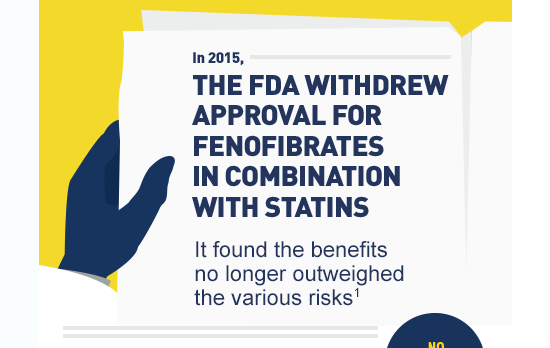 In 2015,
THE FDA WITHDREW
APPROVAL FOR
FENOFIBRATES
IN COMBINATION
WITH STATINS
It found the benefits
no longer outweighed
the various risks¹
NO